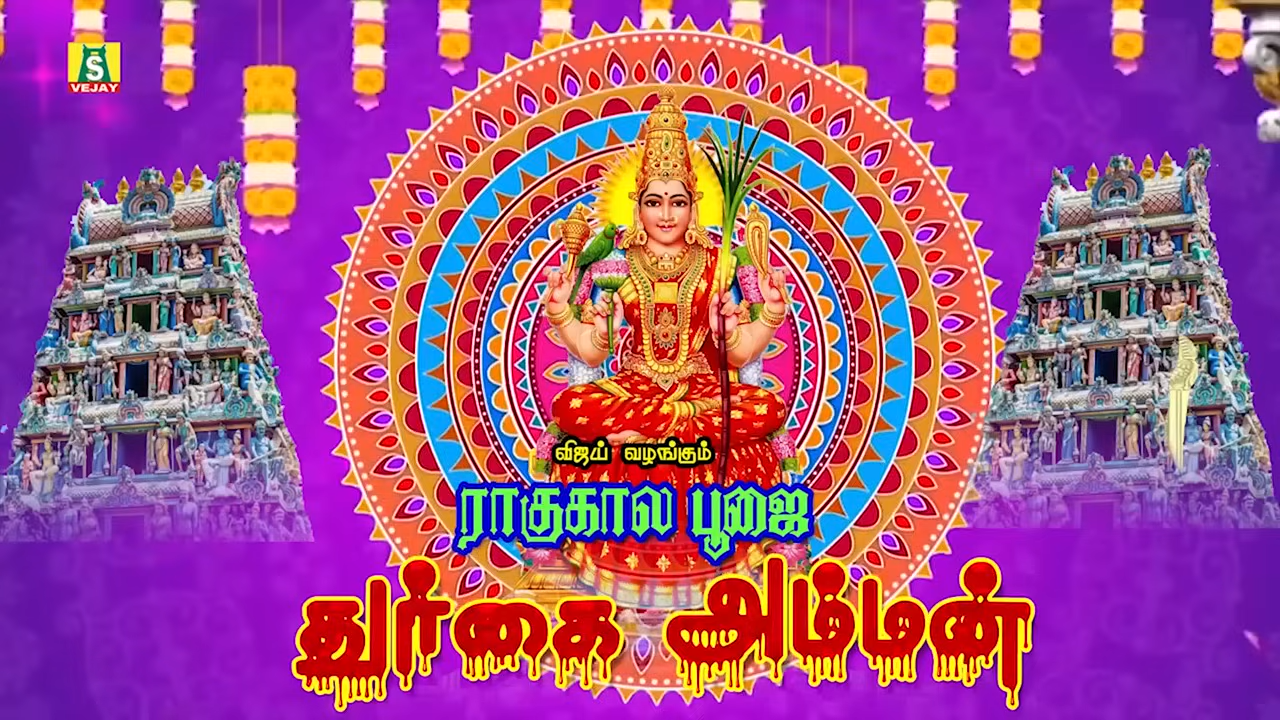 S
VEJAY
விஜய் வழங்கும்
ராகுகால பூஜை
துர்கை அம்மன்